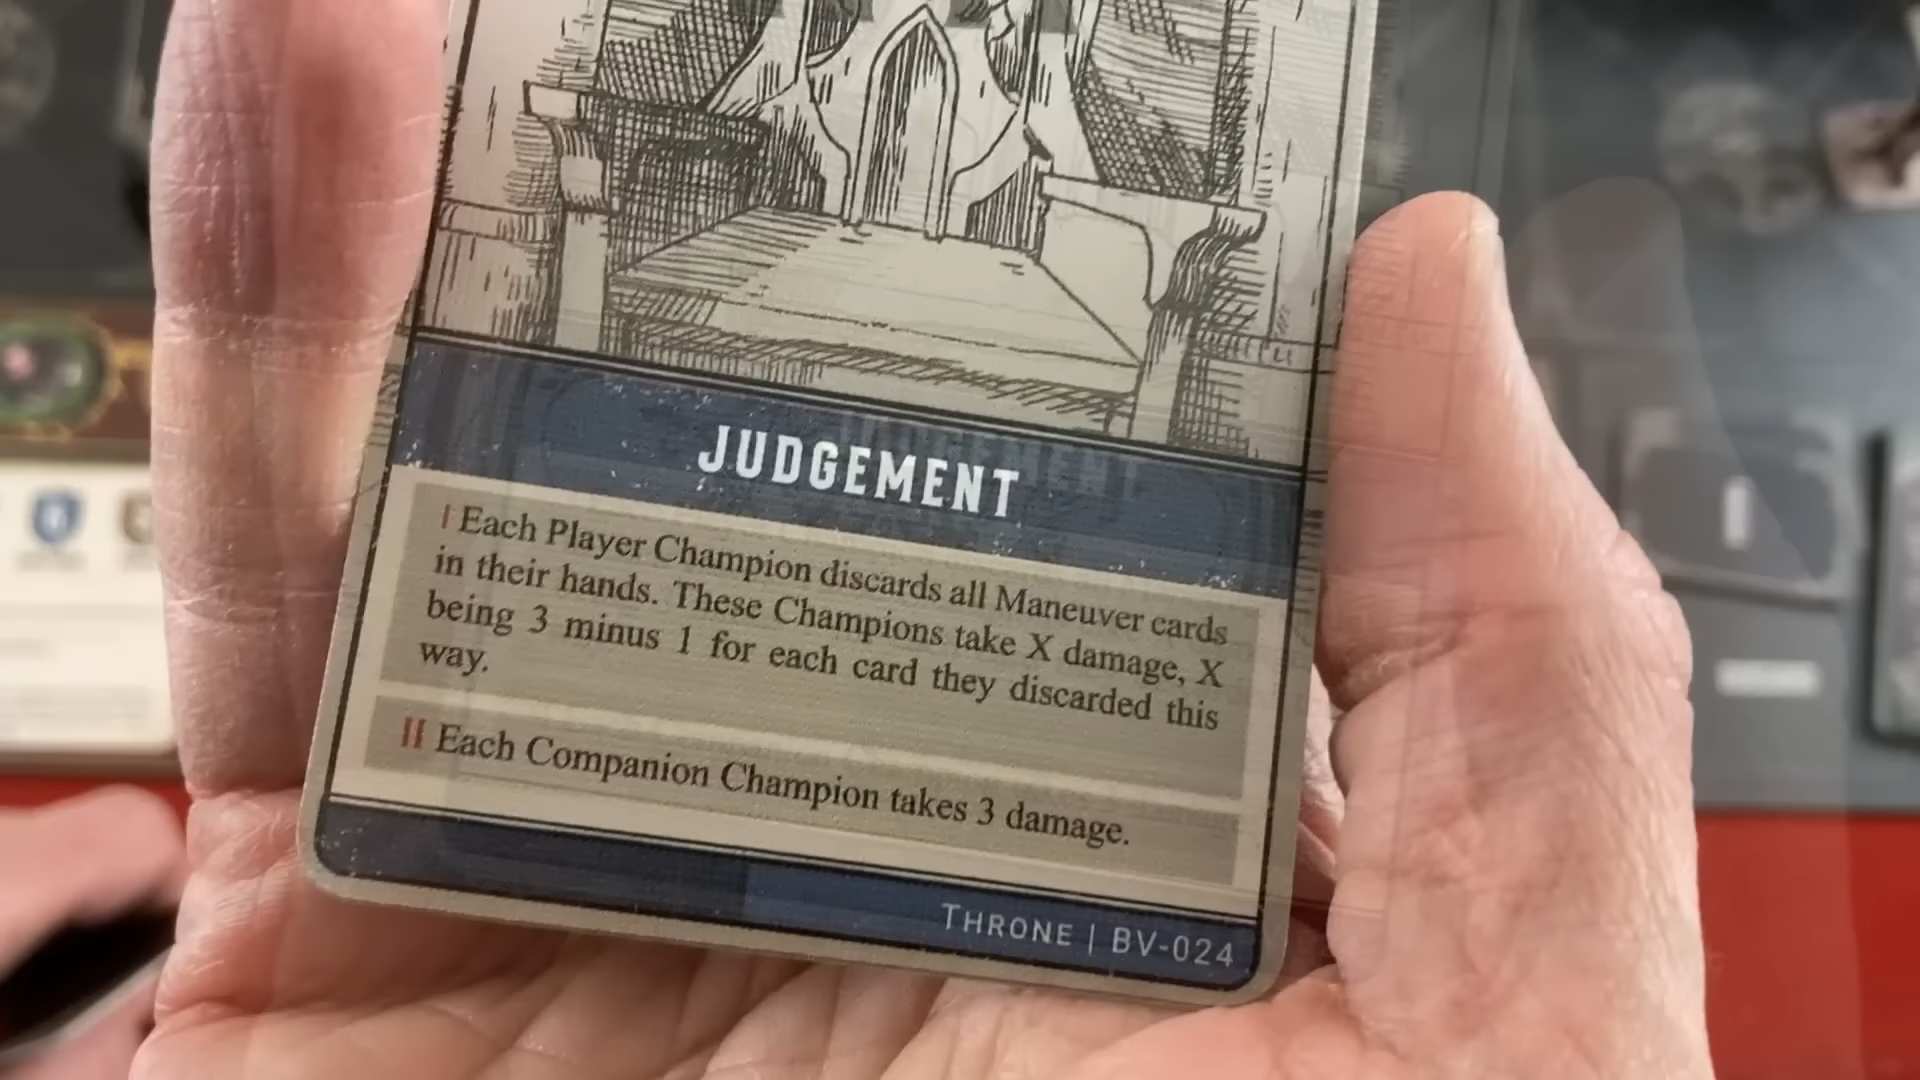 JUDGEMENT
I Each Player Champion discards all Maneuver cards
in their hands. These Champions take X damage, X
being 3 minus 1 for each card they discarded this
way.
II Each Companion Champion takes 3 damage.
THRONE | BV-024